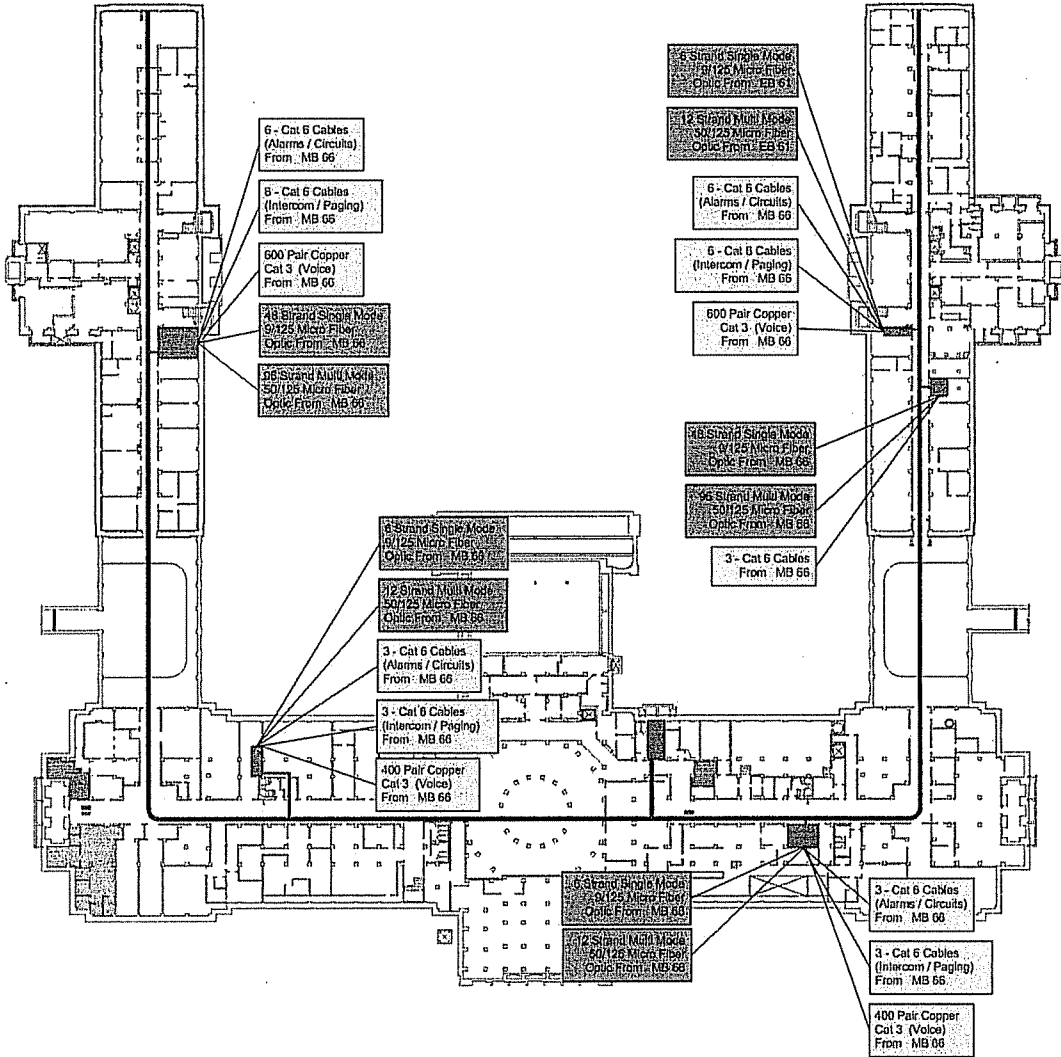 6 - Cat 6 Cables
(Alarms / Circuits)
From MB 66
6 - Cat 6 Cables
(Intercom / Paging)
From MB 66
600 Pair Copper
Cat 3 (Voice)
From MB 66
48 Strand Single Mode
9/125 Micro Fiber
Optic From MB 66
96 Strand Multi Mode
50/125 Micro Fiber
Optic From MB 66
6 Strand Single Mode
9/125 Micro Fiber
Optic From EB 61
12 Strand Multi Mode
50/125 Micro Fiber
Optic From EB 61
6 - Cat 6 Cables
(Alarms / Circuits)
From MB 66
6 - Cat 6 Cables
(Intercom / Paging)
From MB 66
600 Pair Copper
Cat 3 (Voice)
From MB 66
48 Strand Single Mode
9/125 Micro Fiber
Optic From MB 66
96 Strand Multi Mode
50/125 Micro Fiber
Optic From MB 66
3 - Cat 6 Cables
From MB 66
6 Strand Single Mode
9/125 Micro Fiber
Optic From MB 66
12 Strand Multi Mode
50/125 Micro Fiber
Optic From MB 66
3 - Cat 6 Cables
(Alarms / Circuits)
From MB 66
3 - Cat 6 Cables
(Intercom / Paging)
From MB 66
400 Pair Copper
Cat 3 (Voice)
From MB 66
6 Strand Single Mode
9/125 Micro Fiber
Optic From MB 66
12 Strand Multi Mode
50/125 Micro Fiber
Optic From MB 66
3 - Cat 6 Cables
(Alarms / Circuits)
From MB 66
3 - Cat 6 Cables
(Intercom / Paging)
From MB 66
400 Pair Copper
Cat 3 (Voice)
From MB 66